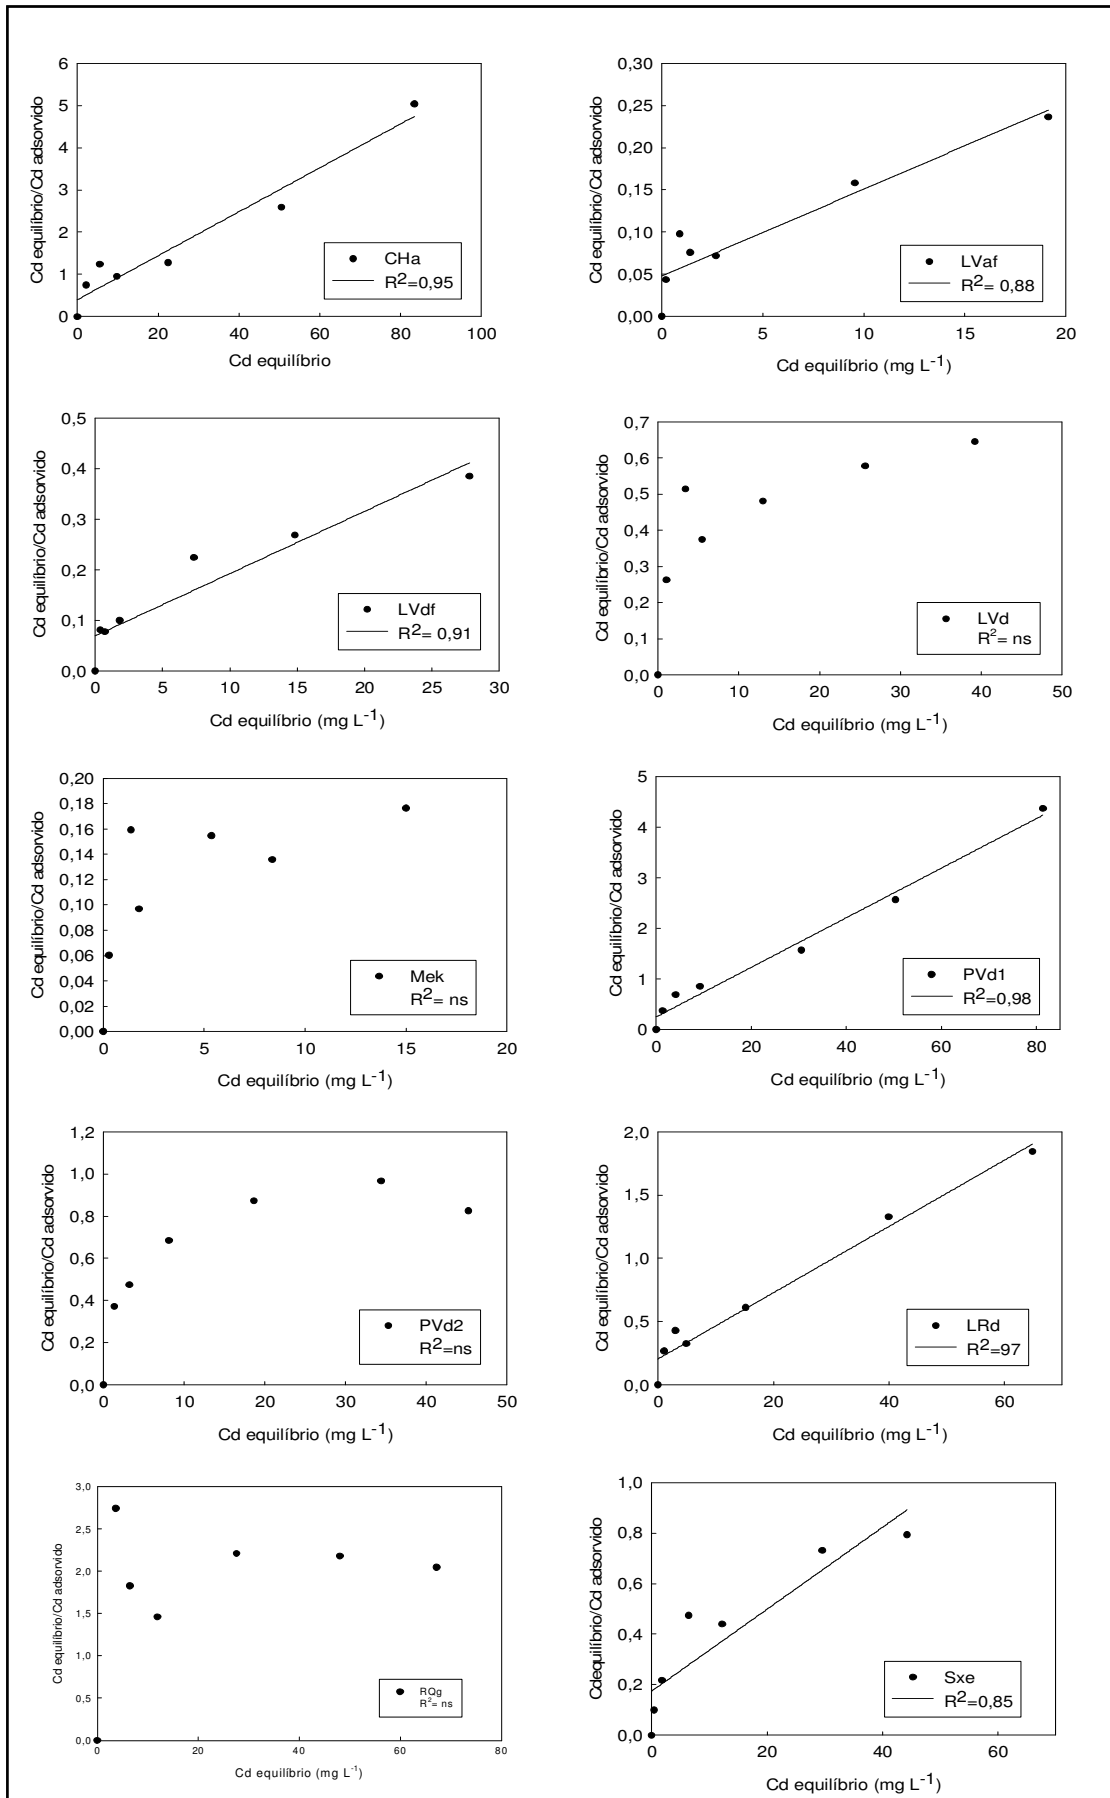 6
5
4
3
2
1
0
0 20 40 60 80 100
Cd equilíbrio/Cd adsorvido
Cd equilíbrio
CHa
R²=0,95
0,30
0,25
0,20
0,15
0,10
0,05
0,00
0 5 10 15 20
Cd equilíbrio/Cd adsorvido
Cd equilíbrio (mg L⁻¹)
LVaf
R²= 0,88
0,5
0,4
0,3
0,2
0,1
0,0
0 5 10 15 20 25 30
Cd equilíbrio/Cd adsorvido
Cd equilíbrio (mg L⁻¹)
LVdf
R²= 0,91
0,7
0,6
0,5
0,4
0,3
0,2
0,1
0,0
0 10 20 30 40 50
Cd equilíbrio/Cd adsorvido
Cd equilíbrio (mg L⁻¹)
LVd
R²= ns
0,20
0,18
0,16
0,14
0,12
0,10
0,08
0,06
0,04
0,02
0,00
0 5 10 15 20
Cd equilíbrio/Cd adsorvido
Cd equilíbrio (mg L⁻¹)
Mek
R²= ns
5
4
3
2
1
0
0 20 40 60 80
Cd equilíbrio/Cd adsorvido
Cd equilíbrio (mg L⁻¹)
PVd1
R²=0,98
1,2
1,0
0,8
0,6
0,4
0,2
0,0
0 10 20 30 40 50
Cd equilíbrio/Cd adsorvido
Cd equilíbrio (mg L⁻¹)
PVd2
R²=ns
2,0
1,5
1,0
0,5
0,0
0 20 40 60
Cd equilíbrio/Cd adsorvido
Cd equilíbrio (mg L⁻¹)
LRd
R²=97
3,0
2,5
2,0
1,5
1,0
0,5
0,0
0 20 40 60 80
Cd equilíbrio/Cd adsorvido
Cd equilíbrio (mg L⁻¹)
RQg
R²= ns
1,0
0,8
0,6
0,4
0,2
0,0
0 20 40 60
Cdequilíbrio/Cd adsorvido
Cd equilíbrio (mg L⁻¹)
Sxe
R²=0,85